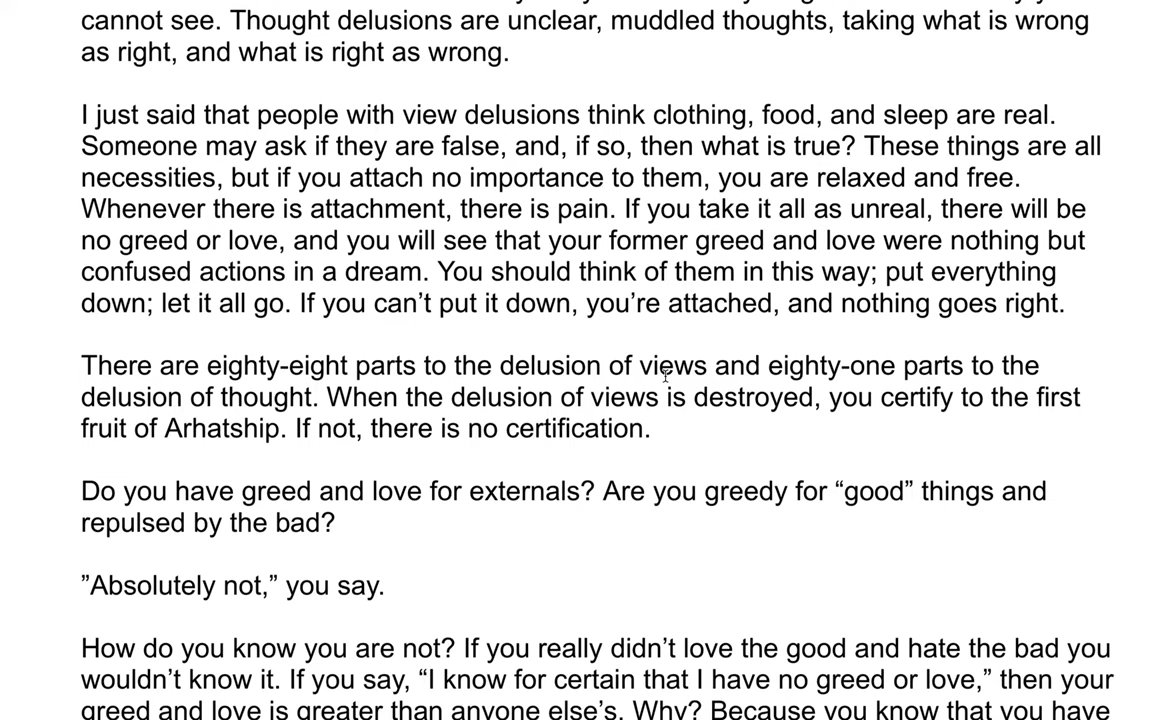 cannot see. Thought delusions are unclear, muddled thoughts, taking what is wrong
as right, and what is right as wrong.
I just said that people with view delusions think clothing, food, and sleep are real.
Someone may ask if they are false, and, if so, then what is true? These things are all
necessities, but if you attach no importance to them, you are relaxed and free.
Whenever there is attachment, there is pain. If you take it all as unreal, there will be
no greed or love, and you will see that your former greed and love were nothing but
confused actions in a dream. You should think of them in this way; put everything
down; let it all go. If you can’t put it down, you’re attached, and nothing goes right.
There are eighty-eight parts to the delusion of views and eighty-one parts to the
delusion of thought. When the delusion of views is destroyed, you certify to the first
fruit of Arhatship. If not, there is no certification.
Do you have greed and love for externals? Are you greedy for “good” things and
repulsed by the bad?
”Absolutely not,” you say.
How do you know you are not? If you really didn’t love the good and hate the bad you
wouldn’t know it. If you say, “I know for certain that I have no greed or love,” then your
greed and love is greater than anyone else’s. Why? Because you know that you have